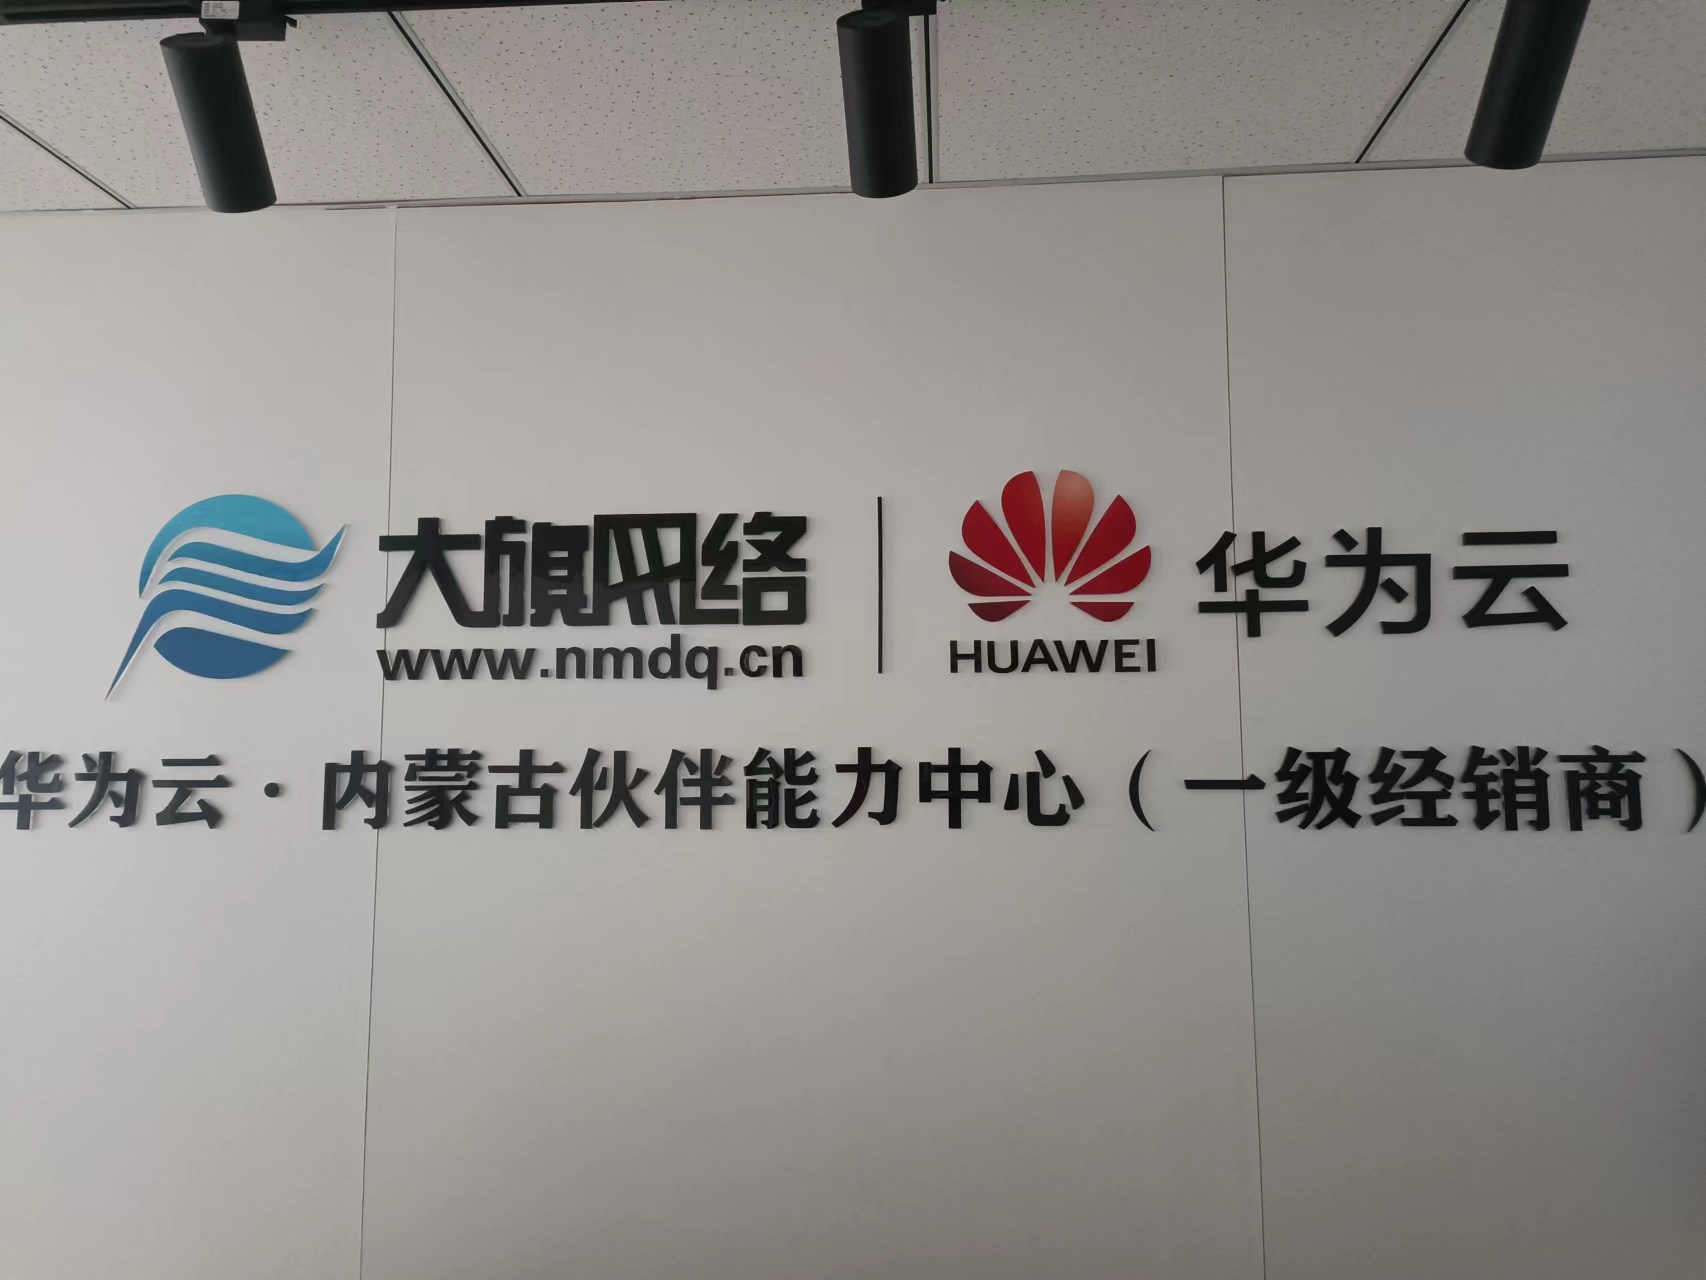 大旗网络
www.nmdq.cn
HUAWEI
华为云
华为云·内蒙古伙伴能力中心（一级经销商）